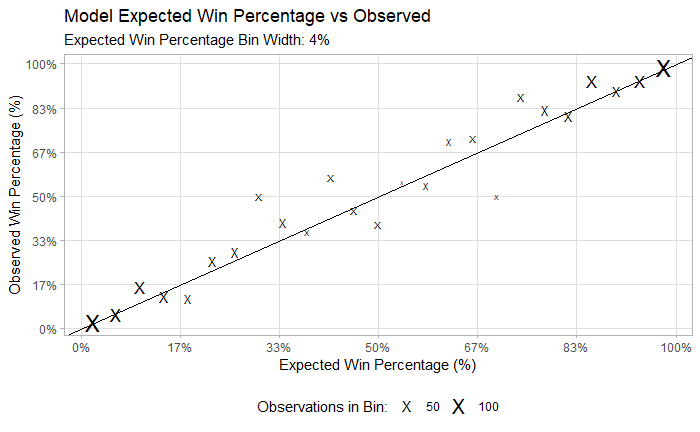 Model Expected Win Percentage vs Observed
Expected Win Percentage Bin Width: 4%
Observed Win Percentage (%)
100%
83%
67%
50%
33%
17%
0%
0% 17% 33% 50% 67% 83% 100%
Expected Win Percentage (%)
Observations in Bin: X 50 X 100